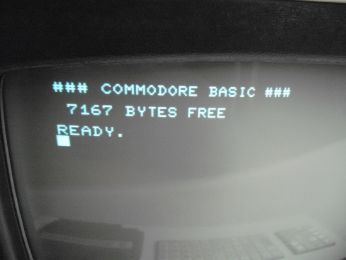 ### COMMODORE BASIC ###
7167 BYTES FREE
READY.